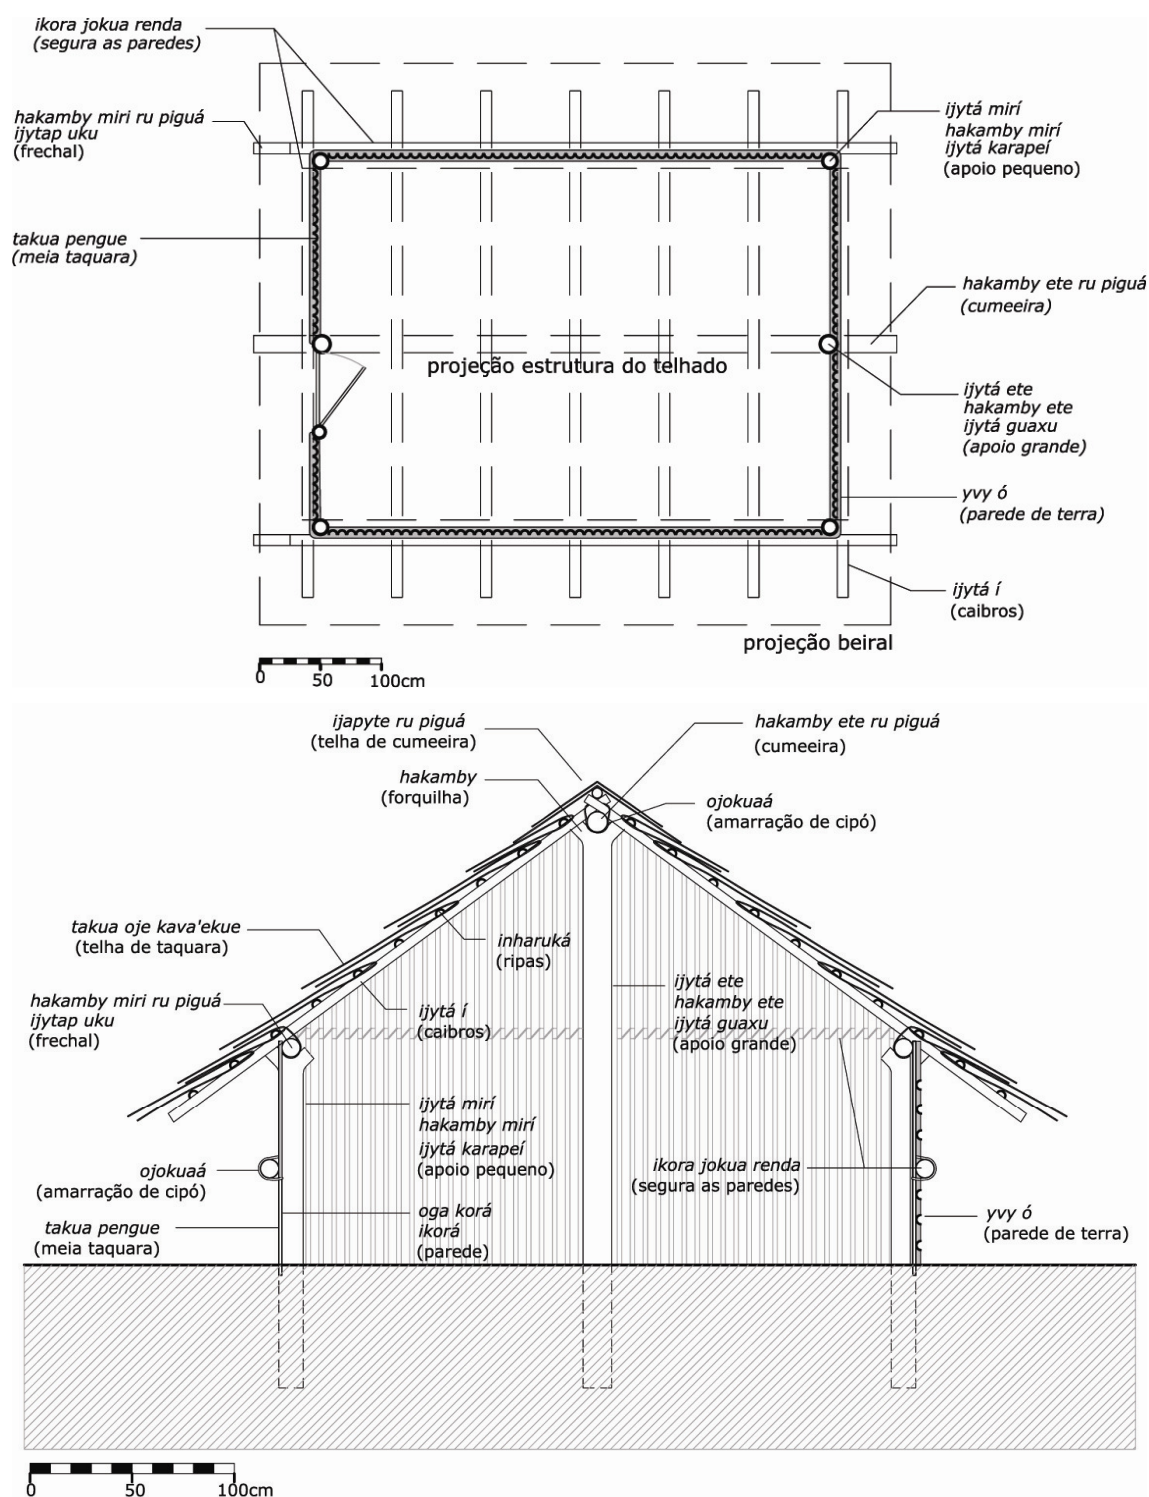 ikora jokua renda
(segura as paredes)
hakamby miri ru piguá
ijytap uku
(frechal)
ijytá mirí
hakamby mirí
ijytá karapeí
(apoio pequeno)
takua pengue
(meia taquara)
hakamby ete ru piguá
(cumeeira)
projeção estrutura do telhado
ijytá ete
hakamby ete
ijytá guaxu
(apoio grande)
yvy ó
(parede de terra)
ijytá í
(caibros)
projeção beiral
0 50 100cm
ijapyte ru piguá
(telha de cumeeira)
hakamby ete ru piguá
(cumeeira)
hakamby
(forquilha)
ojokuaá
(amarração de cipó)
takua oje kava'ekue
(telha de taquara)
inharuká
(ripas)
hakamby miri ru piguá
ijytap uku
(frechal)
ijytá í
(caibros)
ijytá ete
hakamby ete
ijytá guaxu
(apoio grande)
ijytá mirí
hakamby mirí
ijytá karapeí
(apoio pequeno)
ojokuaá
(amarração de cipó)
ikora jokua renda
(segura as paredes)
takua pengue
(meia taquara)
oga korá
ikorá
(parede)
yvy ó
(parede de terra)
0 50 100cm